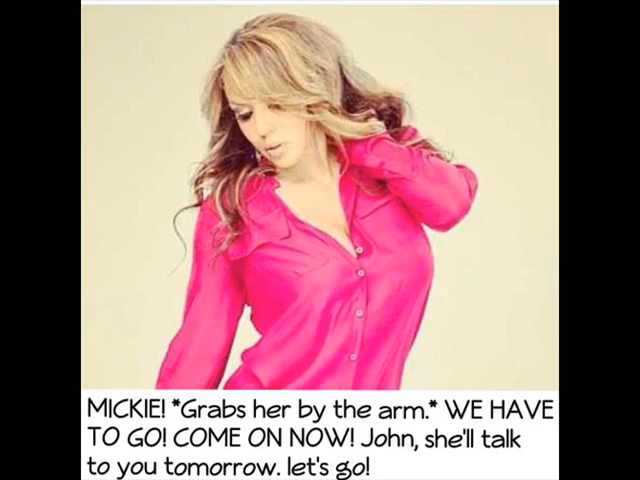 MICKIE! *Grabs her by the arm.* WE HAVE
TO GO! COME ON NOW! John, she'll talk
to you tomorrow. let's go!